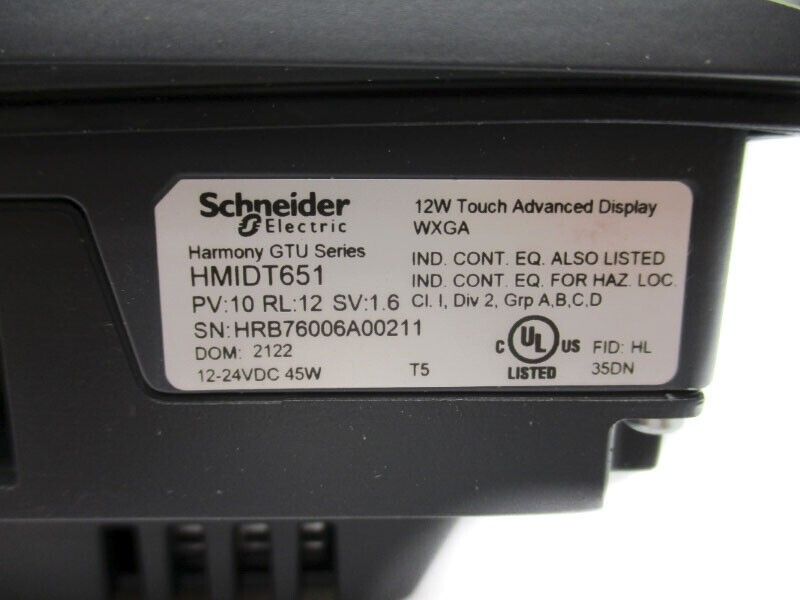 Schneider
Electric
12W Touch Advanced Display
WXGA
Harmony GTU Series
HMIDT651
PV:10 RL:12 SV:1.6
SN:HRB76006A00211
DOM: 2122
12-24VDC 45W
T5
IND. CONT. EQ. ALSO LISTED
IND. CONT. EQ. FOR HAZ. LOC.
Cl. I, Div 2, Grp A,B,C,D
C UL US
LISTED
FID: HL
35DN